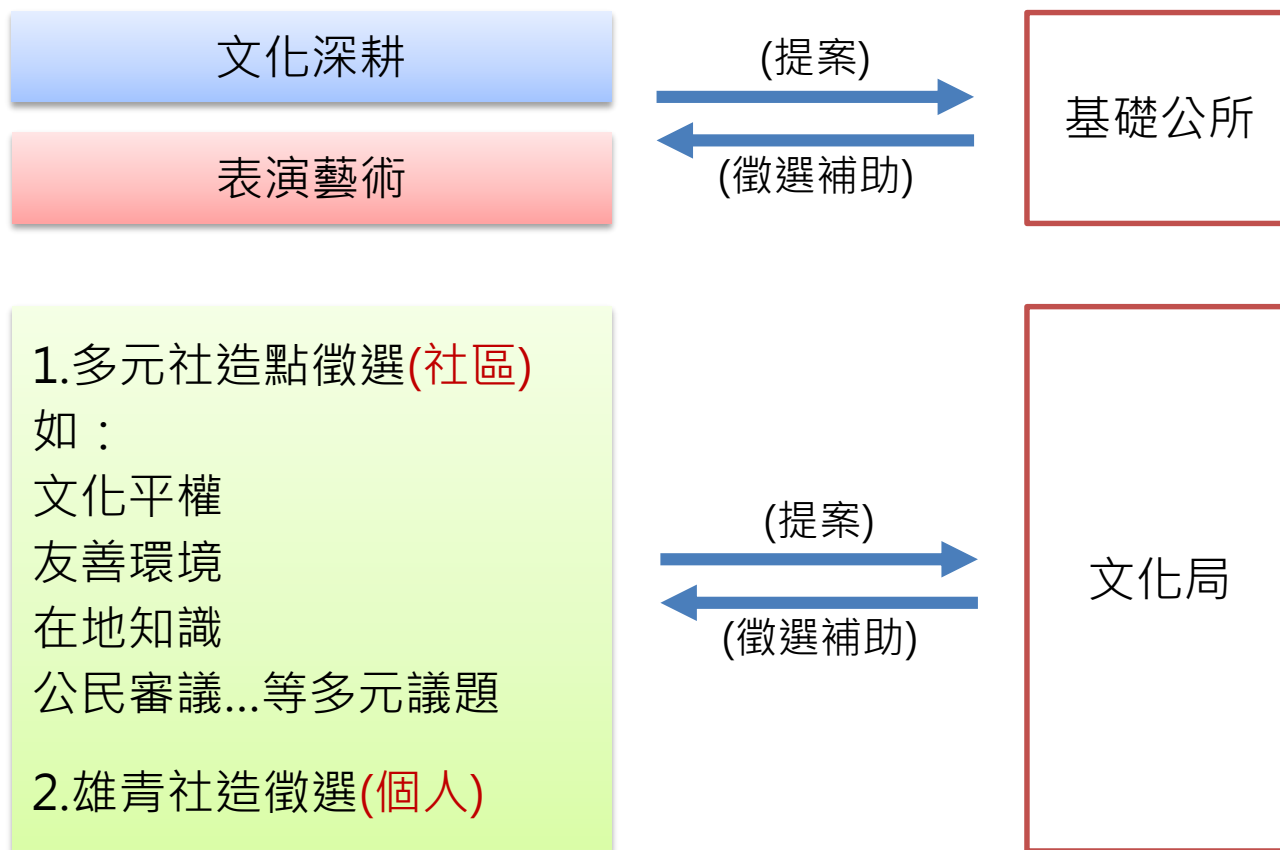 文化深耕
(提案)
基礎公所
表演藝術
(徵選補助)
1.多元社造點徵選(社區)
如：
文化平權
友善環境
在地知識
公民審議...等多元議題
2.雄青社造徵選(個人)
(提案)
(徵選補助)
文化局